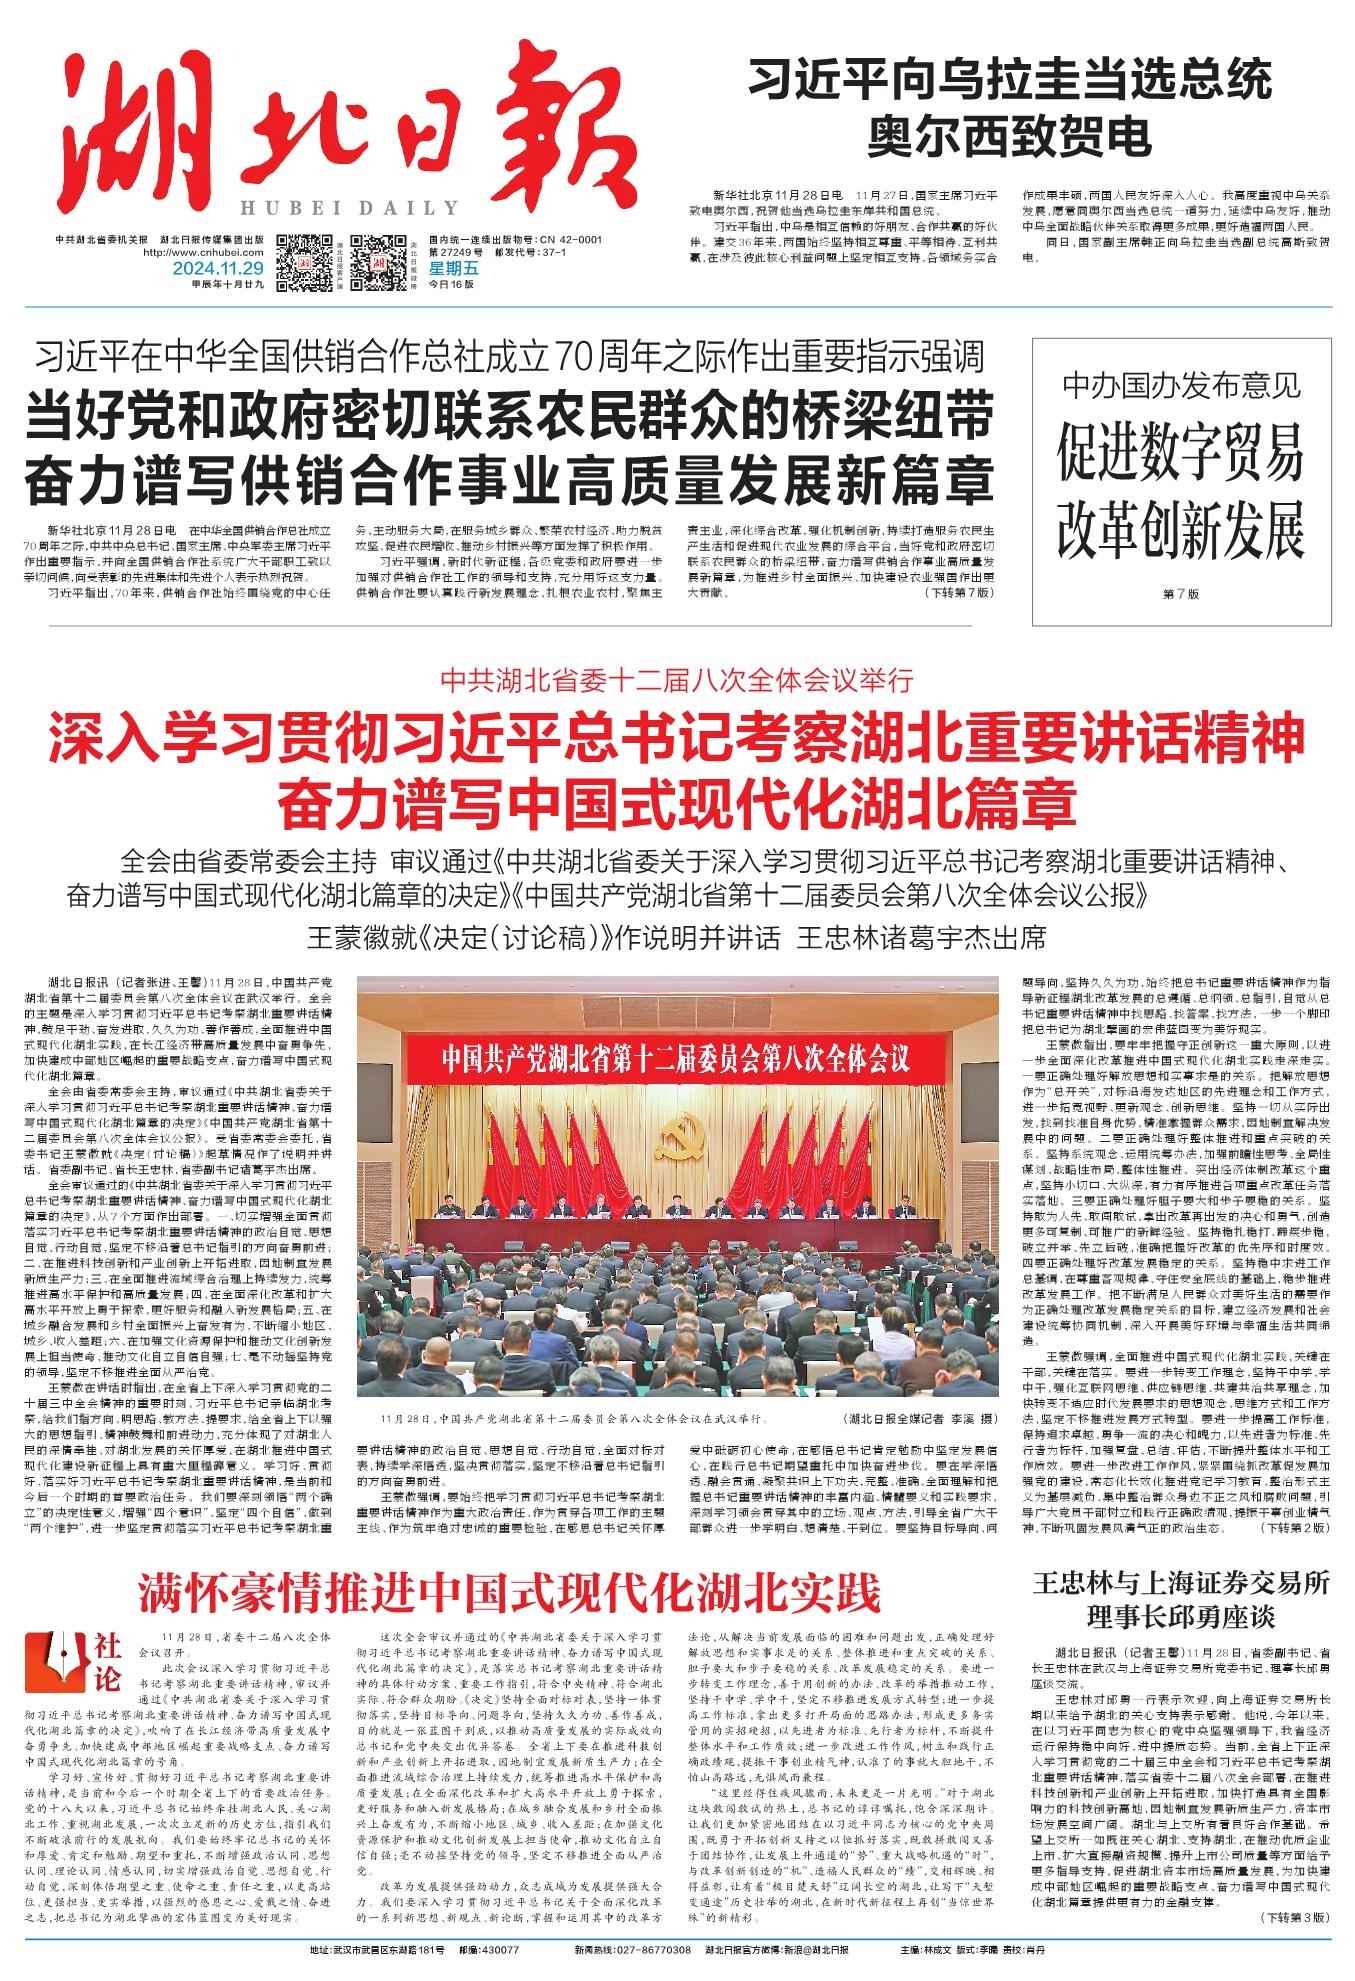 湖北日报
HUBEI DAILY
中共湖北省委机关报 湖北日报传媒集团出版
http://www.cnhubei.com
2024.11.29
甲辰年十月廿九
湖北日报客户端
湖北日报微博
国内统一连续出版物号:CN 42-0001
第27249号 邮发代号:37-1
星期五
今日16版
习近平向乌拉圭当选总统
奥尔西致贺电
新华社北京11月28日电 11月27日,国家主席习近平
致电奥尔西,祝贺他当选乌拉圭东岸共和国总统。
习近平指出,中乌是相互信赖的好朋友、合作共赢的好伙
伴。建交36年来,两国始终坚持相互尊重、平等相待、互利共
赢,在涉及彼此核心利益问题上坚定相互支持,各领域务实合
作成果丰硕,两国人民友好深入人心。我高度重视中乌关系
发展,愿意同奥尔西当选总统一道努力,延续中乌友好,推动
中乌全面战略伙伴关系取得更多成果,更好造福两国人民。
同日,国家副主席韩正向乌拉圭当选副总统高斯致贺
电。
习近平在中华全国供销合作总社成立70周年之际作出重要指示强调
当好党和政府密切联系农民群众的桥梁纽带
奋力谱写供销合作事业高质量发展新篇章
新华社北京11月28日电 在中华全国供销合作总社成立
70周年之际,中共中央总书记、国家主席、中央军委主席习近平
作出重要指示,并向全国供销合作社系统广大干部职工致以
亲切问候,向受表彰的先进集体和先进个人表示热烈祝贺。
习近平指出,70年来,供销合作社始终围绕党的中心任
务,主动服务大局,在服务城乡群众、繁荣农村经济、助力脱贫
攻坚、促进农民增收、推动乡村振兴等方面发挥了积极作用。
习近平强调,新时代新征程,各级党委和政府要进一步
加强对供销合作社工作的领导和支持,充分用好这支力量。
供销合作社要认真践行新发展理念,扎根农业农村,聚焦主
责主业,深化综合改革,强化机制创新,持续打造服务农民生
产生活和促进现代农业发展的综合平台,当好党和政府密切
联系农民群众的桥梁纽带,奋力谱写供销合作事业高质量发
展新篇章,为推进乡村全面振兴、加快建设农业强国作出更
大贡献。 (下转第7版)
中办国办发布意见
促进数字贸易
改革创新发展
第7版
中共湖北省委十二届八次全体会议举行
深入学习贯彻习近平总书记考察湖北重要讲话精神
奋力谱写中国式现代化湖北篇章
全会由省委常委会主持 审议通过《中共湖北省委关于深入学习贯彻习近平总书记考察湖北重要讲话精神、
奋力谱写中国式现代化湖北篇章的决定》《中国共产党湖北省第十二届委员会第八次全体会议公报》
王蒙徽就《决定(讨论稿)》作说明并讲话 王忠林诸葛宇杰出席
湖北日报讯(记者张进、王馨)11月28日,中国共产党
湖北省第十二届委员会第八次全体会议在武汉举行。全会
的主题是深入学习贯彻习近平总书记考察湖北重要讲话精
神,鼓足干劲、奋发进取,久久为功、善作善成,全面推进中国
式现代化湖北实践,在长江经济带高质量发展中奋勇争先,
加快建成中部地区崛起的重要战略支点,奋力谱写中国式现
代化湖北篇章。
全会由省委常委会主持,审议通过《中共湖北省委关于
深入学习贯彻习近平总书记考察湖北重要讲话精神、奋力谱
写中国式现代化湖北篇章的决定》《中国共产党湖北省第十
二届委员会第八次全体会议公报》。受省委常委会委托,省
委书记王蒙徽就《决定(讨论稿)》起草情况作了说明并讲
话。省委副书记、省长王忠林,省委副书记诸葛宇杰出席。
全会审议通过的《中共湖北省委关于深入学习贯彻习近平
总书记考察湖北重要讲话精神、奋力谱写中国式现代化湖北
篇章的决定》,从7个方面作出部署。一、切实增强全面贯彻
落实习近平总书记考察湖北重要讲话精神的政治自觉、思想
自觉、行动自觉,坚定不移沿着总书记指引的方向奋勇前进;
二、在推进科技创新和产业创新上开拓进取,因地制宜发展
新质生产力;三、在全面推进流域综合治理上持续发力,统筹
推进高水平保护和高质量发展;四、在全面深化改革和扩大
高水平开放上勇于探索,更好服务和融入新发展格局;五、在
城乡融合发展和乡村全面振兴上奋发有为,不断缩小地区、
城乡、收入差距;六、在加强文化资源保护和推动文化创新发
展上担当使命,推动文化自立自信自强;七、毫不动摇坚持党
的领导,坚定不移推进全面从严治党。
王蒙徽在讲话时指出,在全省上下深入学习贯彻党的二
十届三中全会精神的重要时刻,习近平总书记亲临湖北考
察,给我们指方向、明思路、教方法、提要求,给全省上下以强
大的思想指引、精神鼓舞和前进动力,充分体现了对湖北人
民的深情牵挂、对湖北发展的关怀厚爱,在湖北推进中国式
现代化建设新征程上具有重大里程碑意义。学习好、贯彻
好、落实好习近平总书记考察湖北重要讲话精神,是当前和
今后一个时期的首要政治任务。我们要深刻领悟“两个确
立”的决定性意义,增强“四个意识”、坚定“四个自信”、做到
“两个维护”,进一步坚定贯彻落实习近平总书记考察湖北重
中国共产党湖北省第十二届委员会第八次全体会议
11月28日,中国共产党湖北省第十二届委员会第八次全体会议在武汉举行。 (湖北日报全媒记者 李溪 摄)
要讲话精神的政治自觉、思想自觉、行动自觉,全面对标对
表,持续学深悟透,坚决贯彻落实,坚定不移沿着总书记指引
的方向奋勇前进。
王蒙徽强调,要始终把学习贯彻习近平总书记考察湖北
重要讲话精神作为重大政治责任、作为贯穿各项工作的主题
主线、作为筑牢绝对忠诚的重要检验,在感恩总书记关怀厚
爱中砥砺初心使命,在感悟总书记肯定勉励中坚定发展信
心,在践行总书记期望重托中加快奋进步伐。要在学深悟
透、融会贯通、凝聚共识上下功夫,完整、准确、全面理解和把
握总书记重要讲话精神的丰富内涵、精髓要义和实践要求,
深刻学习领会贯穿其中的立场、观点、方法,引导全省广大干
部群众进一步学明白、想清楚、干到位。要坚持目标导向、问
题导向,坚持久久为功,始终把总书记重要讲话精神作为指
导新征程湖北改革发展的总遵循、总纲领、总指引,自觉从总
书记重要讲话精神中找思路、找答案、找方法,一步一个脚印
把总书记为湖北擘画的宏伟蓝图变为美好现实。
王蒙徽指出,要牢牢把握守正创新这一重大原则,以进
一步全面深化改革推进中国式现代化湖北实践走深走实。
一要正确处理好解放思想和实事求是的关系。把解放思想
作为“总开关”,对标沿海发达地区的先进理念和工作方式,
进一步拓宽视野、更新观念、创新思维。坚持一切从实际出
发,找到找准自身优势,精准掌握群众需求,因地制宜解决发
展中的问题。二要正确处理好整体推进和重点突破的关
系。坚持系统观念、运用统筹办法,加强前瞻性思考、全局性
谋划、战略性布局、整体性推进。突出经济体制改革这个重
点,坚持小切口、大纵深,有力有序推进各项重点改革任务落
实落地。三要正确处理好胆子要大和步子要稳的关系。坚
持敢为人先、敢闯敢试,拿出改革再出发的决心和勇气,创造
更多可复制、可推广的新鲜经验。坚持稳扎稳打、蹄疾步稳,
破立并举、先立后破,准确把握好改革的优先序和时度效。
四要正确处理好改革发展稳定的关系。坚持稳中求进工作
总基调,在尊重客观规律、守住安全底线的基础上,稳步推进
改革发展工作。把不断满足人民群众对美好生活的需要作
为正确处理改革发展稳定关系的目标,建立经济发展和社会
建设统筹协同机制,深入开展美好环境与幸福生活共同缔
造。
王蒙徽强调,全面推进中国式现代化湖北实践,关键在
干部,关键在落实。要进一步转变工作理念,坚持干中学、学
中干,强化互联网思维、供应链思维、共建共治共享理念,加
快转变不适应时代发展要求的思想观念、思维方式和工作方
法,坚定不移推进发展方式转型。要进一步提高工作标准,
保持追求卓越、勇争一流的决心和魄力,以先进者为标准、先
行者为标杆,加强复盘、总结、评估,不断提升整体水平和工
作质效。要进一步改进工作作风,紧紧围绕抓改革促发展加
强党的建设,常态化长效化推进党纪学习教育、整治形式主
义为基层减负、集中整治群众身边不正之风和腐败问题,引
导广大党员干部树立和践行正确政绩观,提振干事创业精气
神,不断巩固发展风清气正的政治生态。 (下转第2版)
满怀豪情推进中国式现代化湖北实践
社论
11月28日,省委十二届八次全体
会议召开。
此次会议深入学习贯彻习近平总
书记考察湖北重要讲话精神,审议并
通过《中共湖北省委关于深入学习贯
彻习近平总书记考察湖北重要讲话精神、奋力谱写中国式现
代化湖北篇章的决定》,吹响了在长江经济带高质量发展中
奋勇争先、加快建成中部地区崛起重要战略支点、奋力谱写
中国式现代化湖北篇章的号角。
学习好、宣传好、贯彻好习近平总书记考察湖北重要讲
话精神,是当前和今后一个时期全省上下的首要政治任务。
党的十八大以来,习近平总书记始终牵挂湖北人民、关心湖
北工作、重视湖北发展,一次次立足新的历史方位,指引我们
不断破浪前行的发展航向。我们要始终牢记总书记的关怀
和厚爱、肯定和勉励、期望和重托,不断增强政治认同、思想
认同、理论认同、情感认同,切实增强政治自觉、思想自觉、行
动自觉,深刻体悟期望之重、使命之重、责任之重,以更高站
位、更强担当、更实举措,以强烈的感恩之心、爱戴之情、奋进
之志,把总书记为湖北擘画的宏伟蓝图变为美好现实。
这次全会审议并通过的《中共湖北省委关于深入学习贯
彻习近平总书记考察湖北重要讲话精神、奋力谱写中国式现
代化湖北篇章的决定》,是落实总书记考察湖北重要讲话精
神的具体行动方案、重要工作指引,符合中央精神、符合湖北
实际、符合群众期盼。《决定》坚持全面对标对表,坚持一体贯
彻落实,坚持目标导向、问题导向,坚持久久为功、善作善成,
目的就是一张蓝图干到底,以推动高质量发展的实际成效向
总书记和党中央交出优异答卷。全省上下要在推进科技创
新和产业创新上开拓进取,因地制宜发展新质生产力;在全
面推进流域综合治理上持续发力,统筹推进高水平保护和高
质量发展;在全面深化改革和扩大高水平开放上勇于探索,
更好服务和融入新发展格局;在城乡融合发展和乡村全面振
兴上奋发有为,不断缩小地区、城乡、收入差距;在加强文化
资源保护和推动文化创新发展上担当使命,推动文化自立自
信自强;毫不动摇坚持党的领导,坚定不移推进全面从严治
党。
改革为发展提供强劲动力,众志成城为发展提供强大合
力。我们要深入学习贯彻习近平总书记关于全面深化改革
的一系列新思想、新观点、新论断,掌握和运用其中的改革方
法论,从解决当前发展面临的困难和问题出发,正确处理好
解放思想和实事求是的关系、整体推进和重点突破的关系、
胆子要大和步子要稳的关系、改革发展稳定的关系。要进一
步转变工作理念,善于用创新的办法、改革的举措推动工作,
坚持干中学、学中干,坚定不移推进发展方式转型;进一步提
高工作标准,拿出更多打开局面的思路办法,形成更多务实
管用的实招硬招,以先进者为标准、先行者为标杆,不断提升
整体水平和工作质效;进一步改进工作作风,树立和践行正
确政绩观,提振干事创业精气神,认准了的事就大胆地干,不
怕山高路远,无惧风雨兼程。
“这里经得住疾风骤雨,未来更是一片光明。”对于湖北
这块敢闯敢试的热土,总书记的谆谆嘱托,饱含深深期许。
让我们更加紧密地团结在以习近平同志为核心的党中央周
围,既勇于开拓创新又持之以恒抓好落实,既敢拼敢闯又善
于团结协作,让发展上升通道的“势”、重大战略机遇的“时”,
与改革创新创造的“机”、造福人民群众的“绩”,交相辉映、相
得益彰,让有着“极目楚天舒”辽阔长空的湖北,让写下“天堑
变通途”历史壮举的湖北,在新时代新征程上再创“当惊世界
殊”的新精彩。
王忠林与上海证券交易所
理事长邱勇座谈
湖北日报讯(记者王馨)11月28日,省委副书记、省
长王忠林在武汉与上海证券交易所党委书记、理事长邱勇
座谈交流。
王忠林对邱勇一行表示欢迎,向上海证券交易所长
期以来给予湖北的关心支持表示感谢。他说,今年以来,
在以习近平同志为核心的党中央坚强领导下,我省经济
运行保持稳中向好、进中提质态势。当前,全省上下正深
入学习贯彻党的二十届三中全会和习近平总书记考察湖
北重要讲话精神,落实省委十二届八次全会部署,在推进
科技创新和产业创新上开拓进取,加快打造具有全国影
响力的科技创新高地,因地制宜发展新质生产力,资本市
场发展空间广阔。湖北与上交所有着良好合作基础。希
望上交所一如既往关心湖北、支持湖北,在推动优质企业
上市、扩大直接融资规模、提升上市公司质量等方面给予
更多指导支持,促进湖北资本市场高质量发展,为加快建
成中部地区崛起的重要战略支点、奋力谱写中国式现代
化湖北篇章提供更有力的金融支撑。
(下转第3版)
地址:武汉市武昌区东湖路181号 邮编:430077 新闻热线:027-86770308 湖北日报官方微博:新浪@湖北日报 主编:林成文 版式:李曦 责校:肖丹